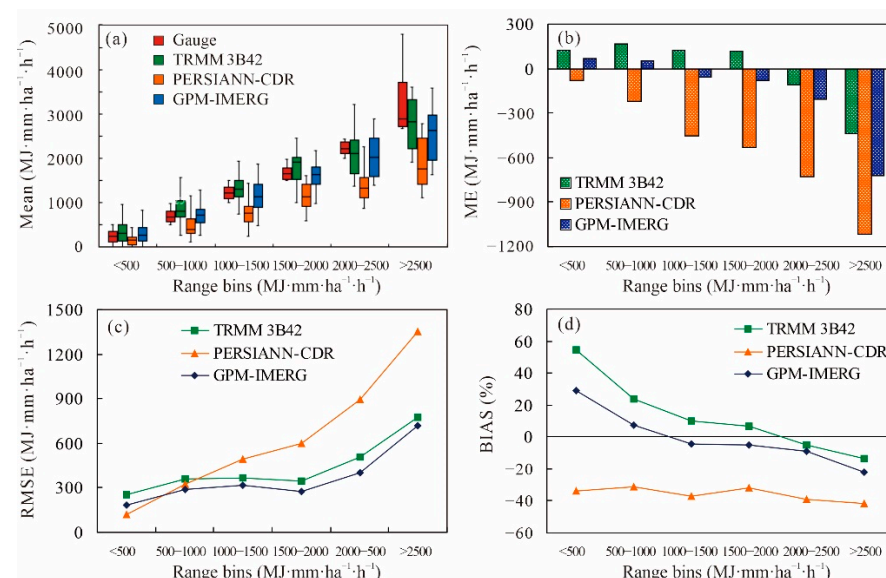 (a)
Gauge
TRMM 3B42
PERSIANN-CDR
GPM-IMERG
Mean (MJ·mm·ha⁻¹·h⁻¹)
5000
4000
3000
2000
1000
0
<500 500−1000 1000−1500 1500−2000 2000−2500 >2500
Range bins (MJ·mm·ha⁻¹·h⁻¹)
(b)
ME (MJ·mm·ha⁻¹·h⁻¹)
300
0
−300
−600
−900
−1200
TRMM 3B42
PERSIANN-CDR
GPM-IMERG
<500 500−1000 1000−1500 1500−2000 2000−2500 >2500
Range bins (MJ·mm·ha⁻¹·h⁻¹)
(c)
TRMM 3B42
PERSIANN-CDR
GPM-IMERG
RMSE (MJ·mm·ha⁻¹·h⁻¹)
1500
1200
900
600
300
0
<500 500−1000 1000−1500 1500−2000 2000−500 >2500
Range bins (MJ·mm·ha⁻¹·h⁻¹)
(d)
TRMM 3B42
PERSIANN-CDR
GPM-IMERG
BIAS (%)
80
60
40
20
0
−20
−40
−60
<500 500−1000 1000−1500 1500−2000 2000−2500 >2500
Range bins (MJ·mm·ha⁻¹·h⁻¹)